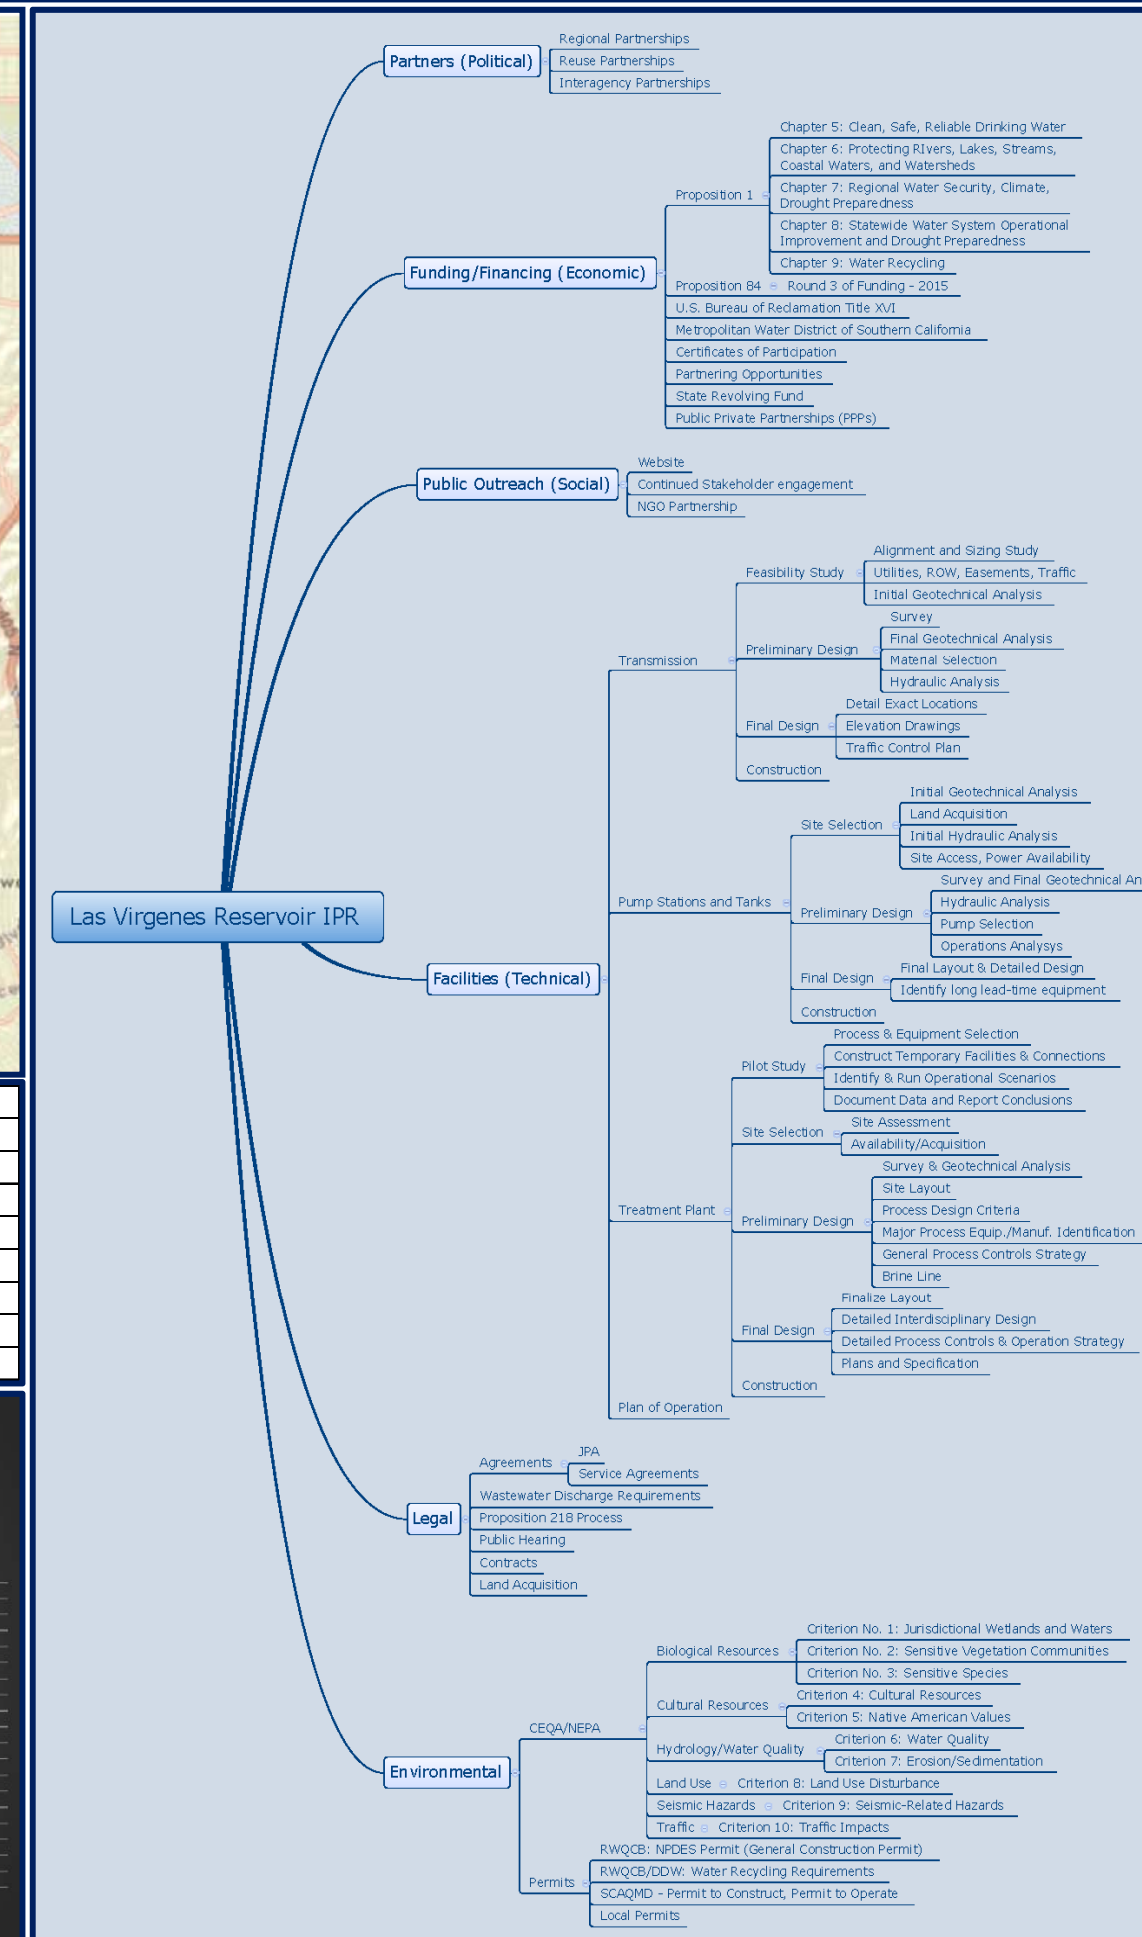 Partners (Political)
Regional Partnerships
Reuse Partnerships
Interagency Partnerships
Funding/Financing (Economic)
Proposition 1
Chapter 5: Clean, Safe, Reliable Drinking Water
Chapter 6: Protecting RIvers, Lakes, Streams,
Coastal Waters, and Watersheds
Chapter 7: Regional Water Security, Climate,
Drought Preparedness
Chapter 8: Statewide Water System Operational
Improvement and Drought Preparedness
Chapter 9: Water Recycling
Proposition 84
Round 3 of Funding - 2015
U.S. Bureau of Reclamation Title XVI
Metropolitan Water District of Southern California
Certificates of Participation
Partnering Opportunities
State Revolving Fund
Public Private Partnerships (PPPs)
Public Outreach (Social)
Website
Continued Stakeholder engagement
NGO Partnership
Las Virgenes Reservoir IPR
Facilities (Technical)
Transmission
Feasibility Study
Alignment and Sizing Study
Utilities, ROW, Easements, Traffic
Initial Geotechnical Analysis
Preliminary Design
Survey
Final Geotechnical Analysis
Material Selection
Hydraulic Analysis
Final Design
Detail Exact Locations
Elevation Drawings
Traffic Control Plan
Construction
Pump Stations and Tanks
Site Selection
Initial Geotechnical Analysis
Land Acquisition
Initial Hydraulic Analysis
Site Access, Power Availability
Preliminary Design
Survey and Final Geotechnical An
Hydraulic Analysis
Pump Selection
Operations Analysys
Final Design
Final Layout & Detailed Design
Identify long lead-time equipment
Construction
Treatment Plant
Pilot Study
Process & Equipment Selection
Construct Temporary Facilities & Connections
Identify & Run Operational Scenarios
Document Data and Report Conclusions
Site Selection
Site Assessment
Availability/Acquisition
Preliminary Design
Survey & Geotechnical Analysis
Site Layout
Process Design Criteria
Major Process Equip./Manuf. Identification
General Process Controls Strategy
Brine Line
Final Design
Finalize Layout
Detailed Interdisciplinary Design
Detailed Process Controls & Operation Strategy
Plans and Specification
Construction
Plan of Operation
Legal
Agreements
JPA
Service Agreements
Wastewater Discharge Requirements
Proposition 218 Process
Public Hearing
Contracts
Land Acquisition
Environmental
CEQA/NEPA
Biological Resources
Criterion No. 1: Jurisdictional Wetlands and Waters
Criterion No. 2: Sensitive Vegetation Communities
Criterion No. 3: Sensitive Species
Cultural Resources
Criterion 4: Cultural Resources
Criterion 5: Native American Values
Hydrology/Water Quality
Criterion 6: Water Quality
Criterion 7: Erosion/Sedimentation
Land Use
Criterion 8: Land Use Disturbance
Seismic Hazards
Criterion 9: Seismic-Related Hazards
Traffic
Criterion 10: Traffic Impacts
Permits
RWQCB: NPDES Permit (General Construction Permit)
RWQCB/DDW: Water Recycling Requirements
SCAQMD - Permit to Construct, Permit to Operate
Local Permits